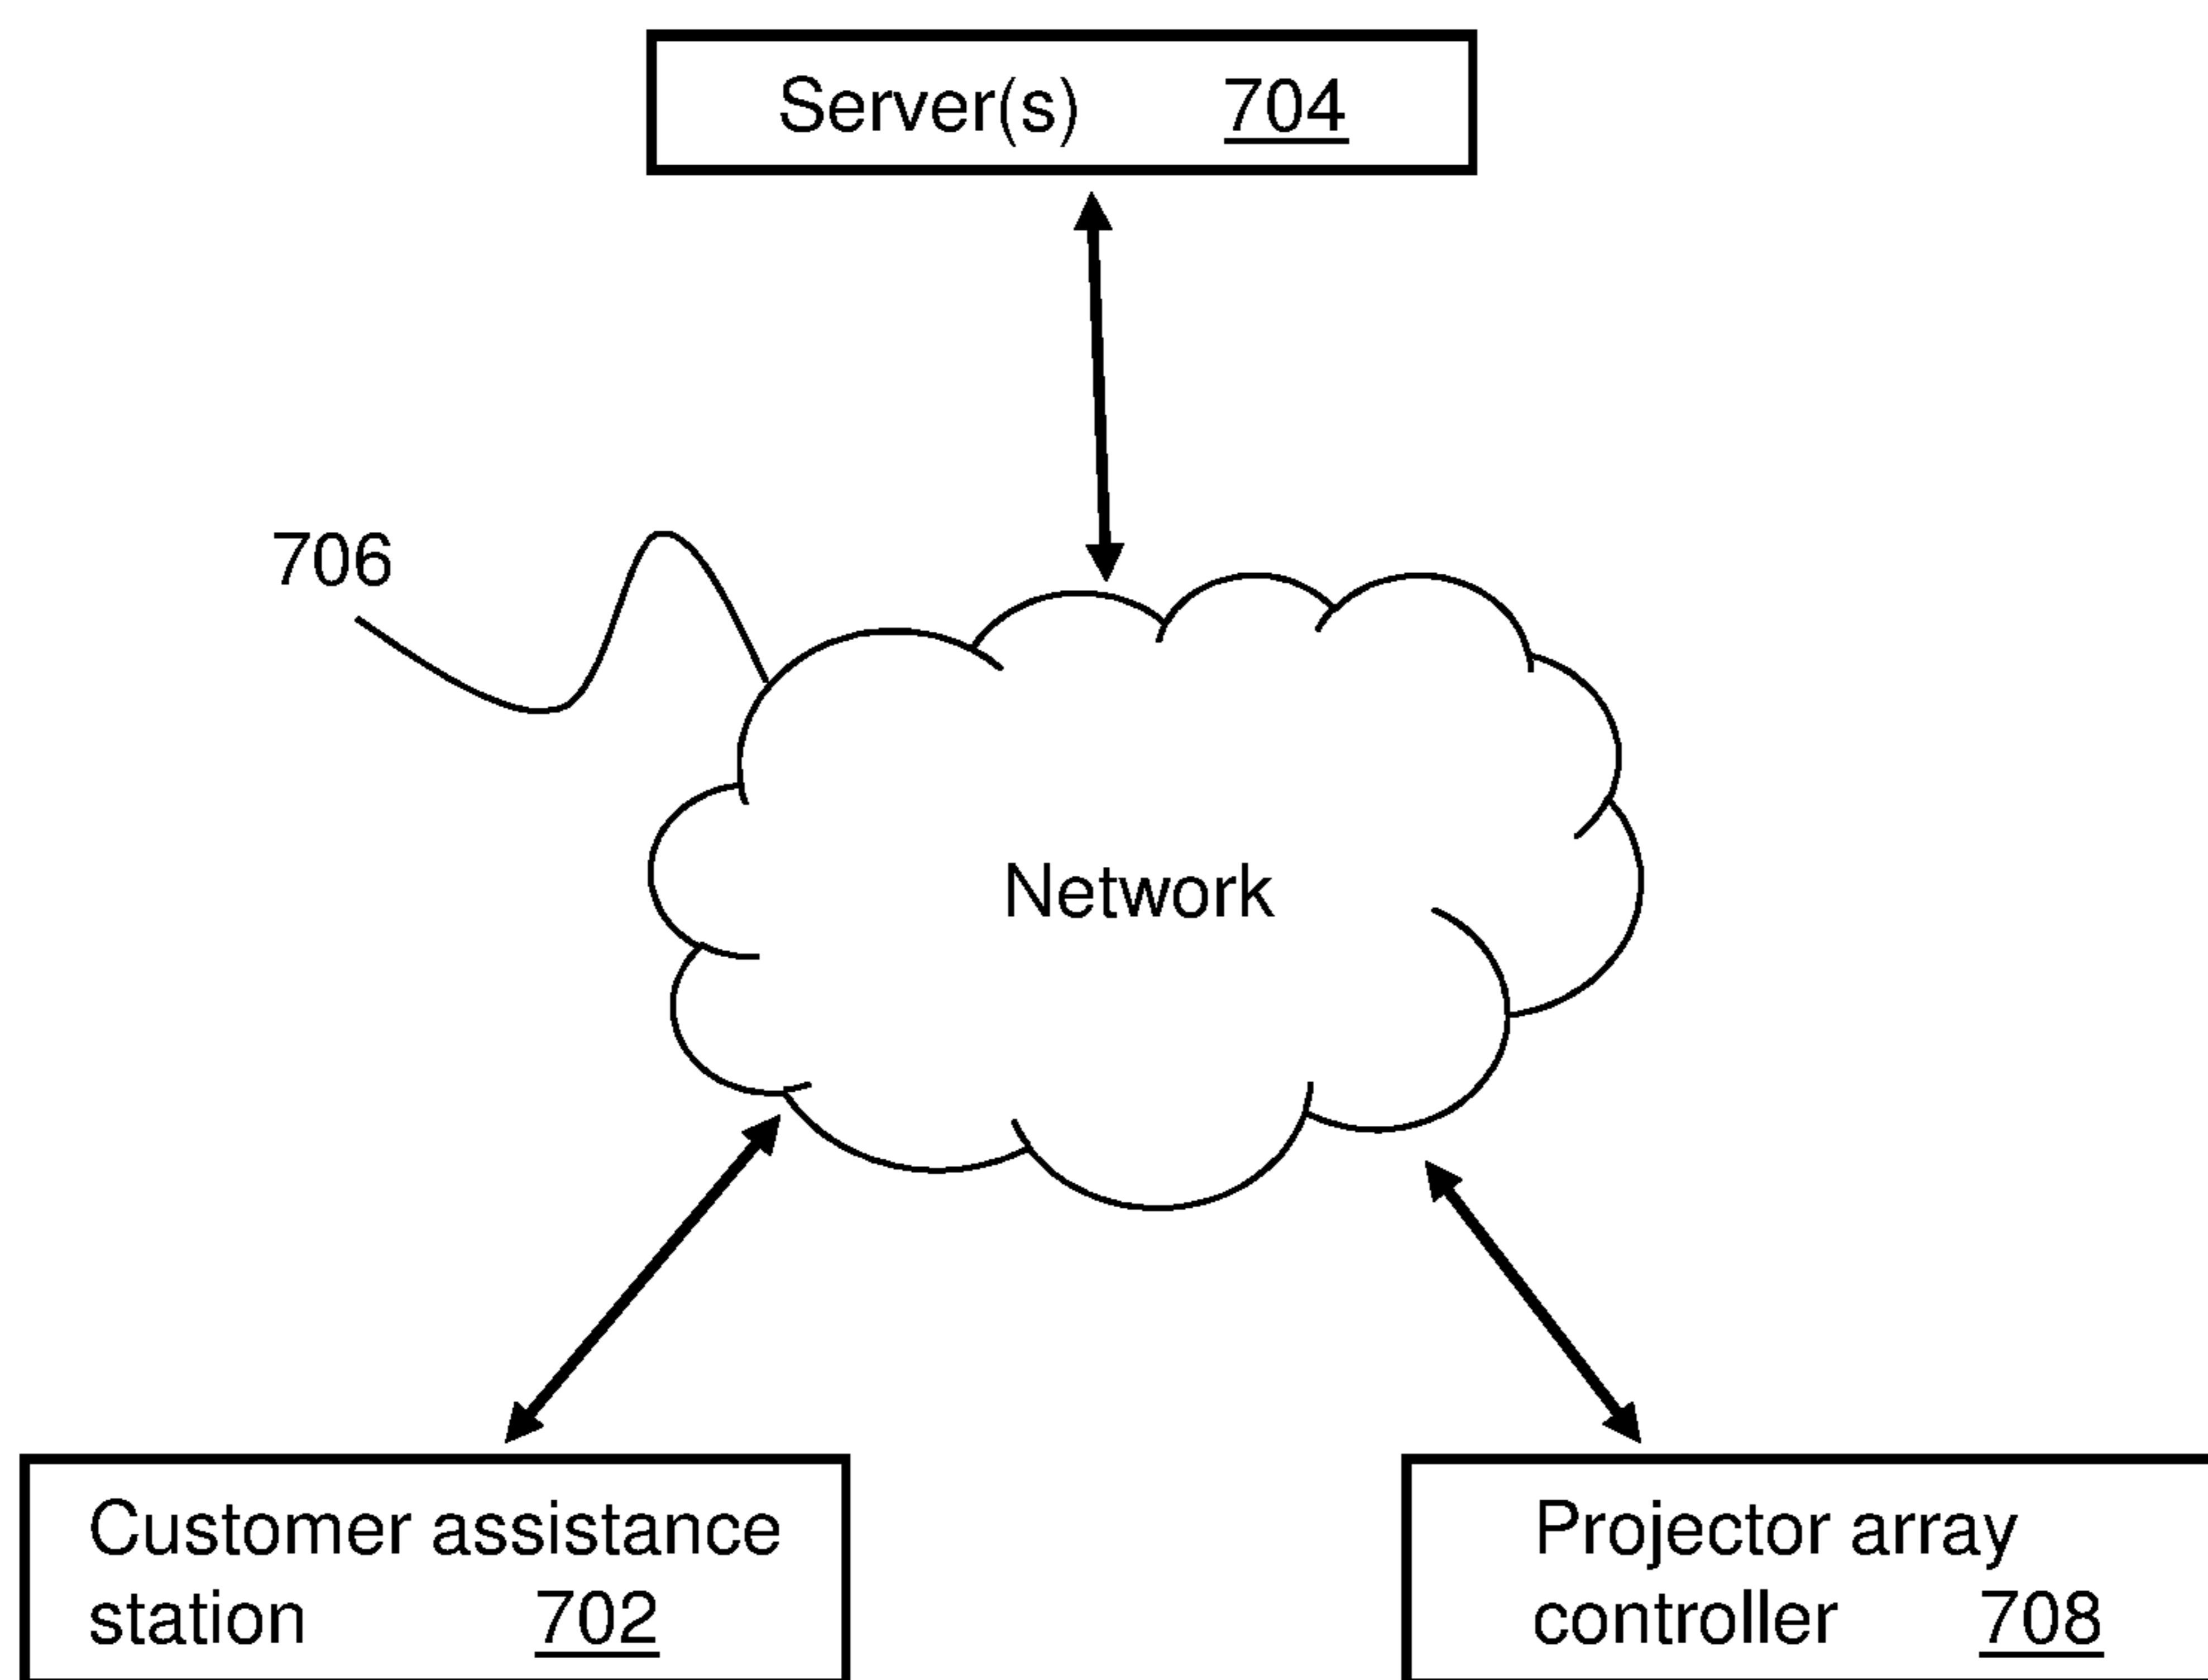 Server(s) 704
706
Network
Customer assistance
station 702
Projector array
controller 708